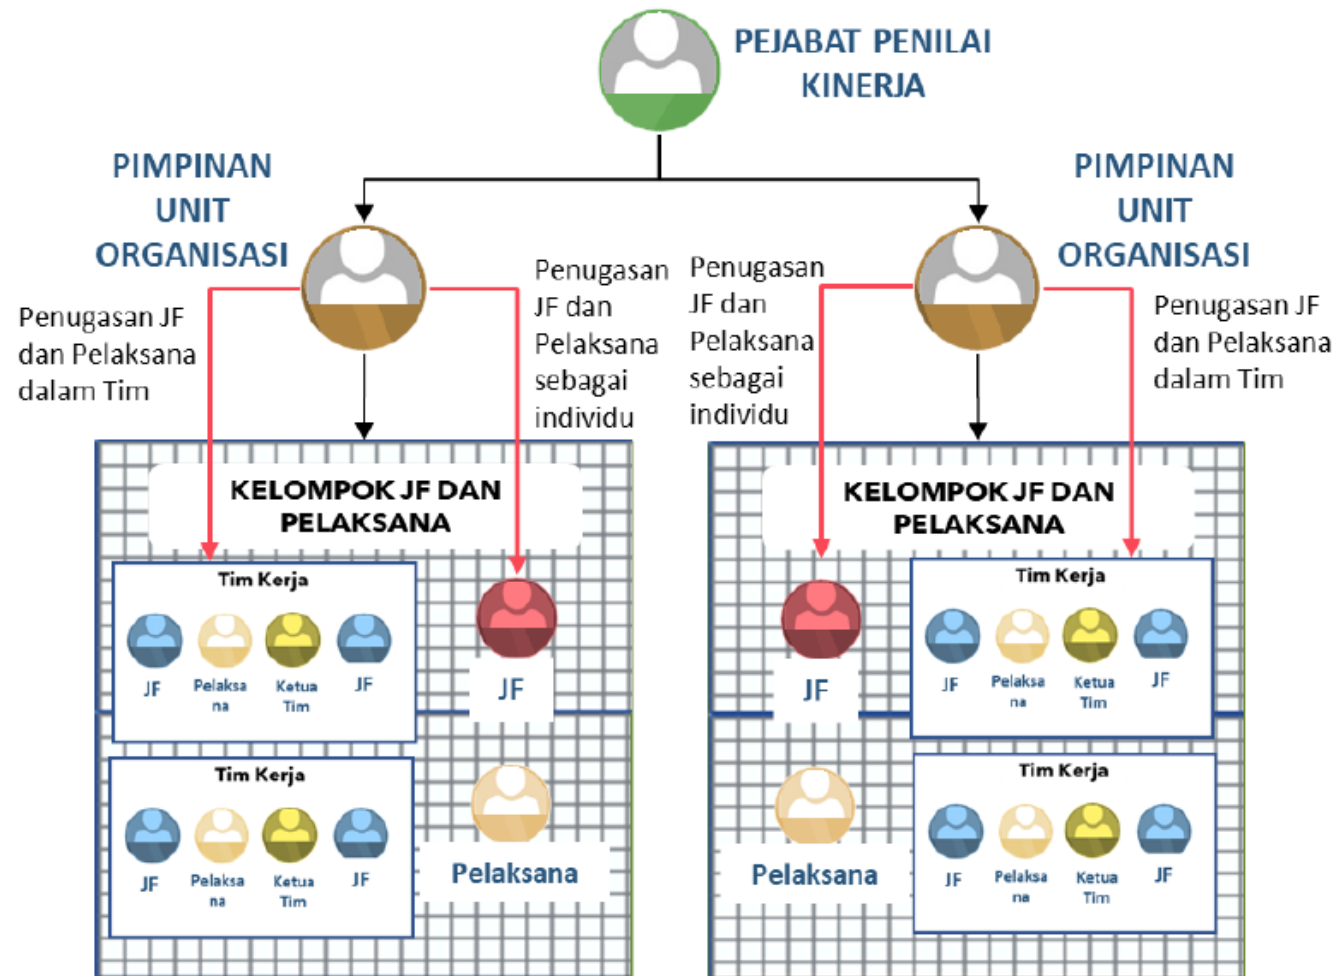 PEJABAT PENILAI
KINERJA
PIMPINAN
UNIT
ORGANISASI
PIMPINAN
UNIT
ORGANISASI
Penugasan JF
dan Pelaksana
dalam Tim
Penugasan
JF dan
Pelaksana
sebagai
individu
Penugasan
JF dan
Pelaksana
sebagai
individu
Penugasan JF
dan Pelaksana
dalam Tim
KELOMPOK JF DAN
PELAKSANA
Tim Kerja
JF
Pelaksa
na
Ketua
Tim
JF
JF
Tim Kerja
JF
Pelaksa
na
Ketua
Tim
JF
Pelaksana
KELOMPOK JF DAN
PELAKSANA
JF
Tim Kerja
JF
Pelaksa
na
Ketua
Tim
JF
Pelaksana
Tim Kerja
JF
Pelaksa
na
Ketua
Tim
JF